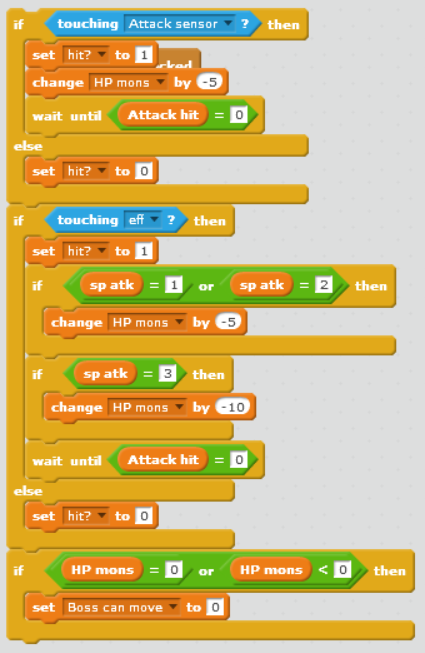 if touching Attack sensor ? then
set hit? to 1
cked
change HP mons by -5
wait until Attack hit = 0
else
set hit? to 0
if touching eff ? then
set hit? to 1
if sp atk = 1 or sp atk = 2 then
change HP mons by -5
if sp atk = 3 then
change HP mons by -10
wait until Attack hit = 0
else
set hit? to 0
if HP mons = 0 or HP mons < 0 then
set Boss can move to 0